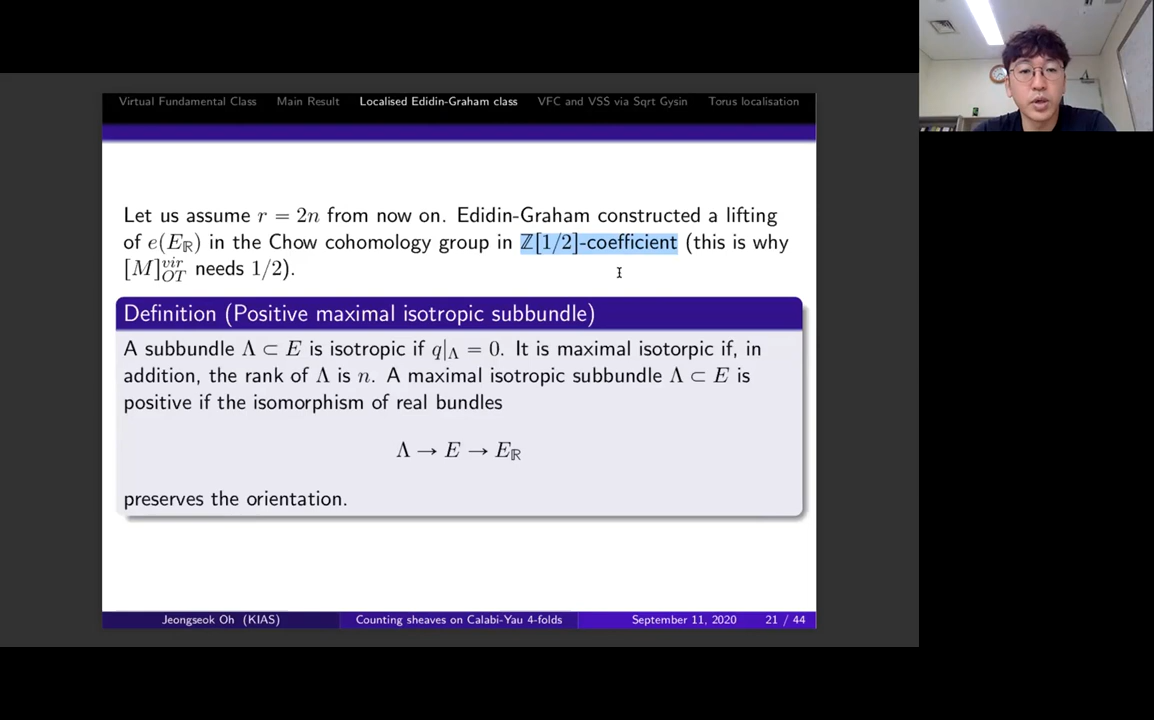 Virtual Fundamental Class Main Result Localised Edidin-Graham class VFC and VSS via Sqrt Gysin Torus localisation
Let us assume r = 2n from now on. Edidin-Graham constructed a lifting
of e(E_ℝ) in the Chow cohomology group in ℤ[1/2]-coefficient (this is why
[M]^{vir}_{OT} needs 1/2).
Definition (Positive maximal isotropic subbundle)
A subbundle Λ ⊂ E is isotropic if q|_Λ = 0. It is maximal isotorpic if, in
addition, the rank of Λ is n. A maximal isotropic subbundle Λ ⊂ E is
positive if the isomorphism of real bundles
Λ → E → E_ℝ
preserves the orientation.
Jeongseok Oh (KIAS) Counting sheaves on Calabi-Yau 4-folds September 11, 2020 21 / 44